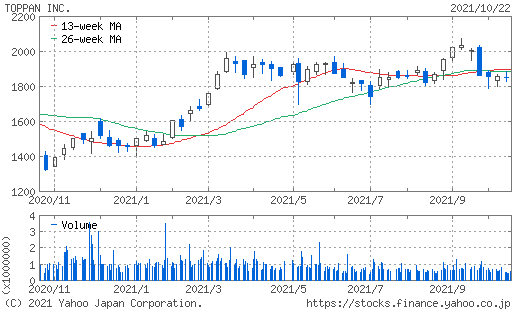 TOPPAN INC. 2021/10/22
2200
13-week MA
26-week MA
2000
1800
1600
1400
1200
2020/11 2021/1 2021/3 2021/5 2021/7 2021/9
4
Volume
3
2
1
0
(x1000000)
2020/11 2021/1 2021/3 2021/5 2021/7 2021/9
(C) 2021 Yahoo Japan Corporation. https://stocks.finance.yahoo.co.jp/